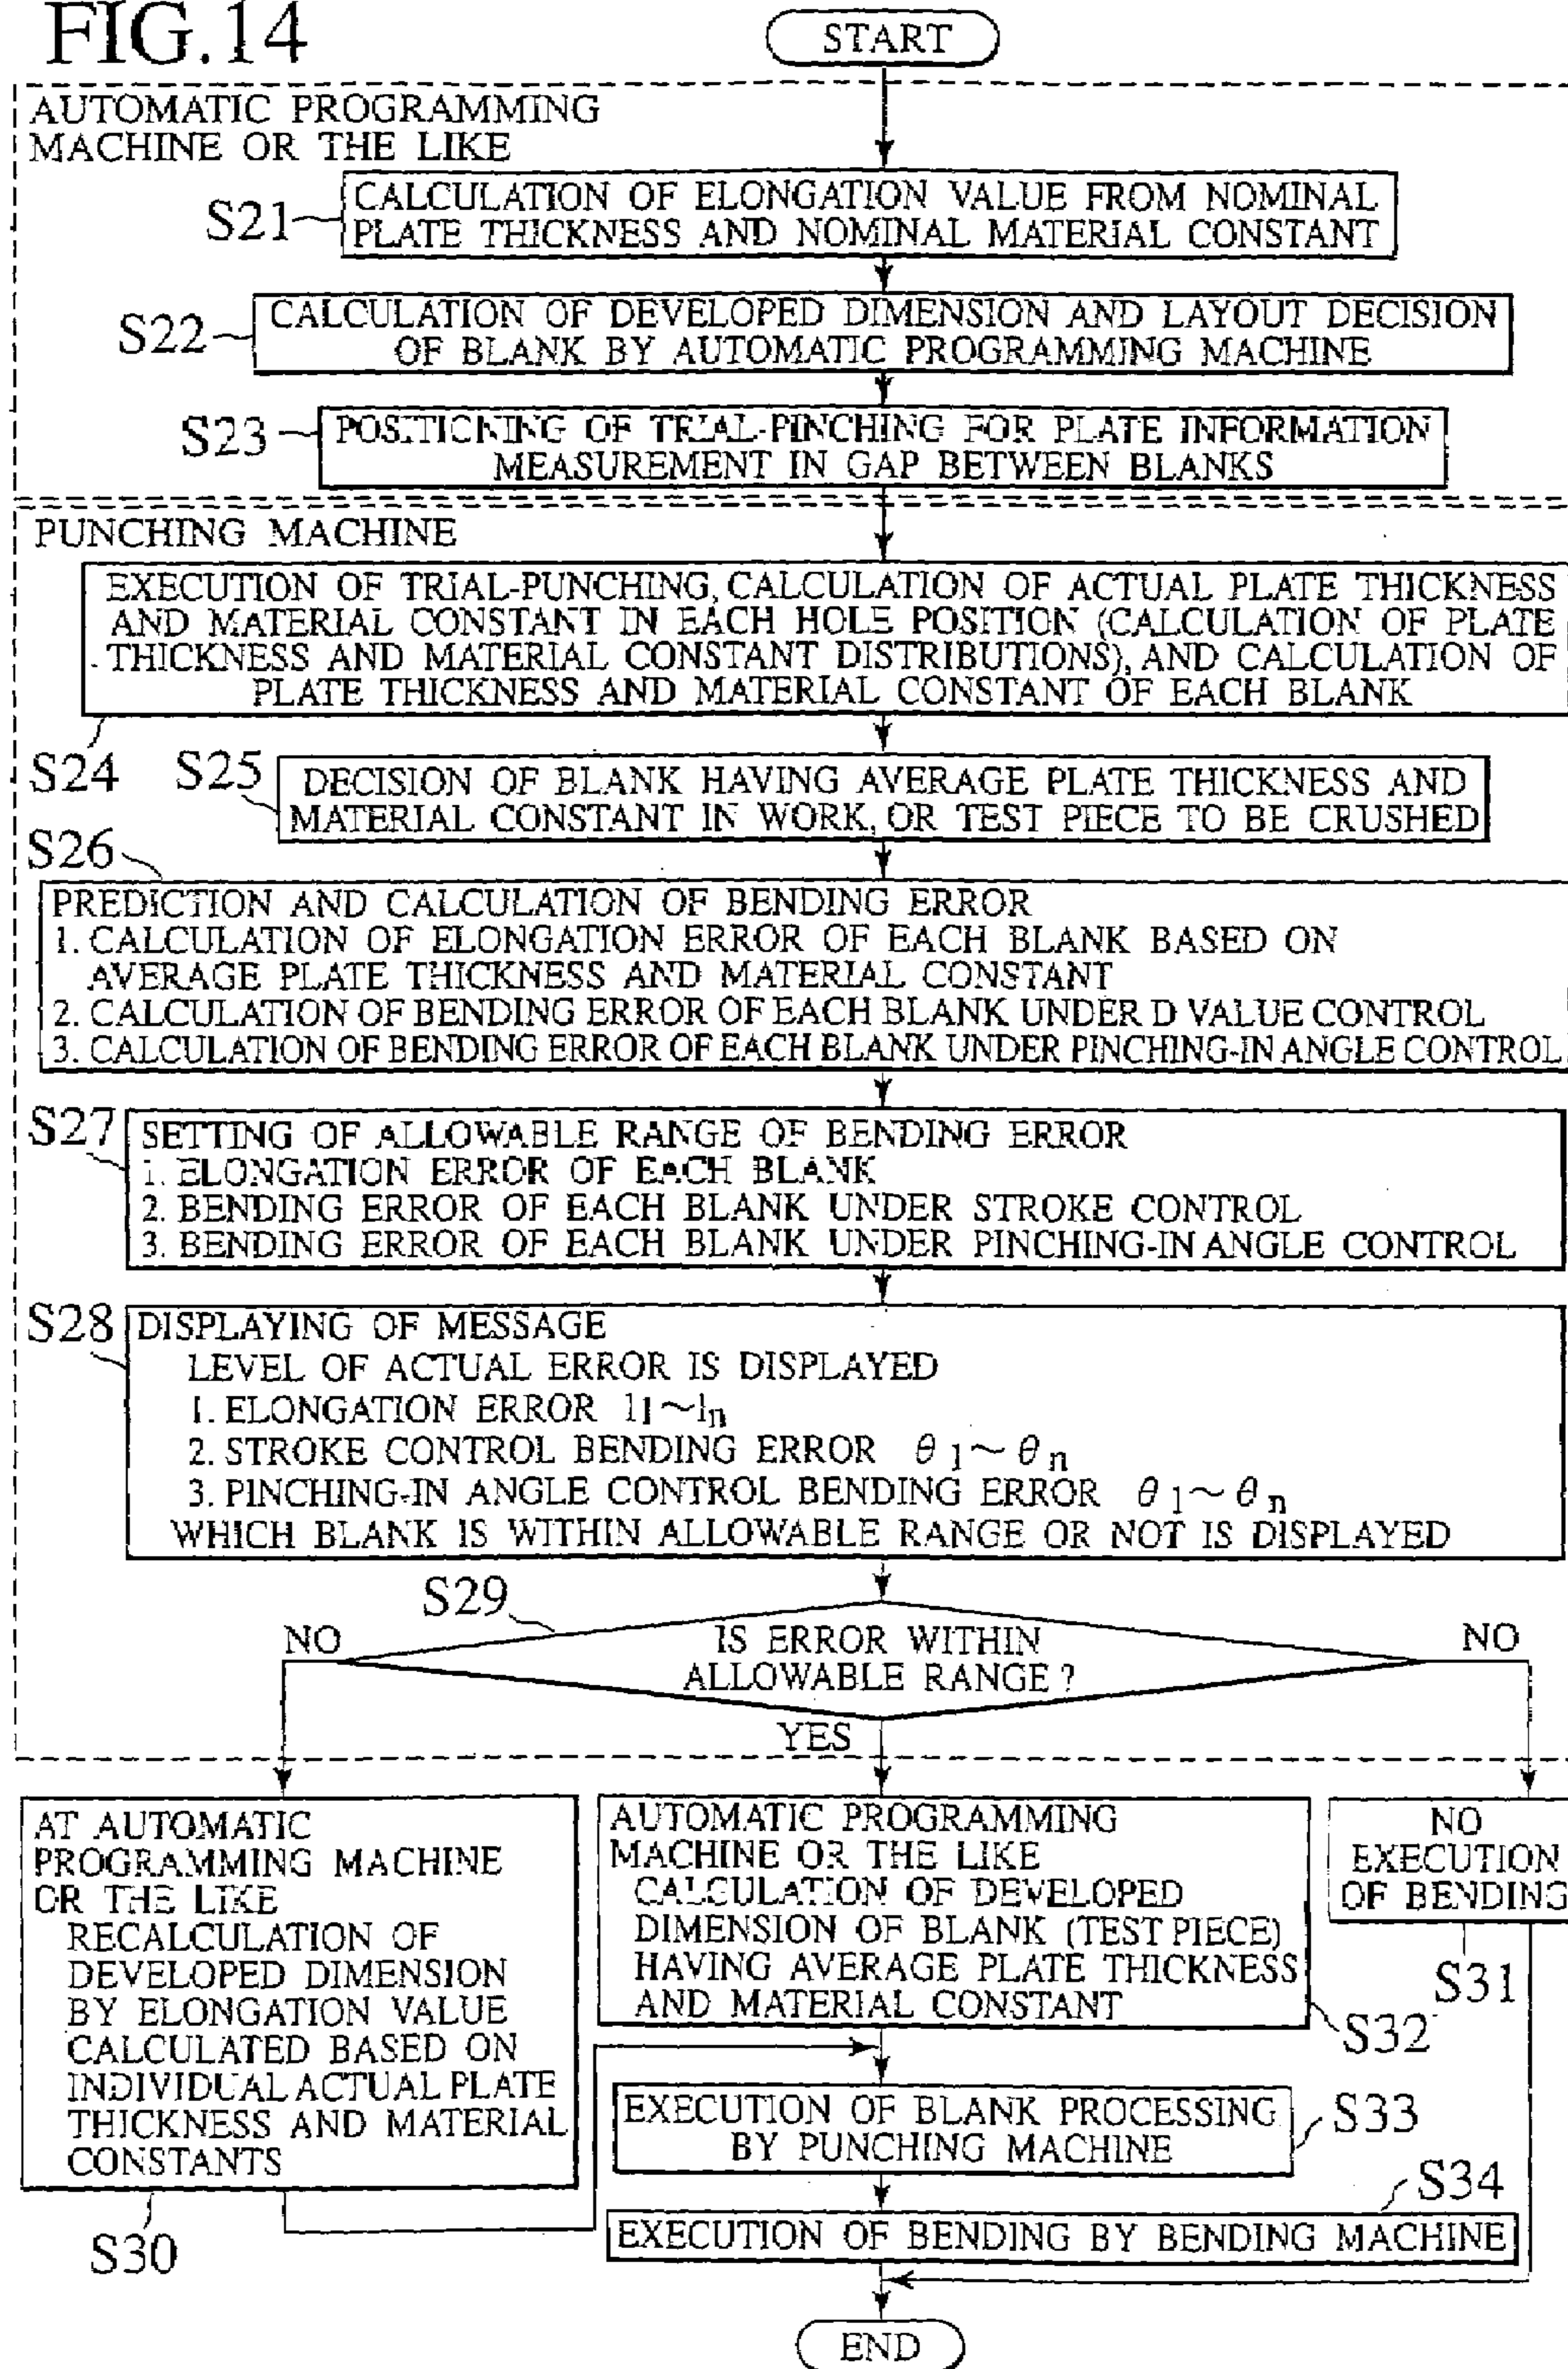 FIG.14
START
AUTOMATIC PROGRAMMING
MACHINE OR THE LIKE
S21
CALCULATION OF ELONGATION VALUE FROM NOMINAL
PLATE THICKNESS AND NOMINAL MATERIAL CONSTANT
S22
CALCULATION OF DEVELOPED DIMENSION AND LAYOUT DECISION
OF BLANK BY AUTOMATIC PROGRAMMING MACHINE
S23
POSITICNING OF TRIAL-PINCHING FOR PLATE INFORMATION
MEASUREMENT IN GAP BETWEEN BLANKS
PUNCHING MACHINE
EXECUTION OF TRIAL-PUNCHING, CALCULATION OF ACTUAL PLATE THICKNESS
AND MATERIAL CONSTANT IN EACH HOLE POSITION (CALCULATION OF PLATE
THICKNESS AND MATERIAL CONSTANT DISTRIBUTIONS), AND CALCULATION OF
PLATE THICKNESS AND MATERIAL CONSTANT OF EACH BLANK
S24
S25
DECISION OF BLANK HAVING AVERAGE PLATE THICKNESS AND
MATERIAL CONSTANT IN WORK, OR TEST PIECE TO BE CRUSHED
S26
PREDICTION AND CALCULATION OF BENDING ERROR
1. CALCULATION OF ELONGATION ERROR OF EACH BLANK BASED ON
AVERAGE PLATE THICKNESS AND MATERIAL CONSTANT
2. CALCULATION OF BENDING ERROR OF EACH BLANK UNDER D VALUE CONTROL
3. CALCULATION OF BENDING ERROR OF EACH BLANK UNDER PINCHING-IN ANGLE CONTROL
S27
SETTING OF ALLOWABLE RANGE OF BENDING ERROR
1. ELONGATION ERROR OF EACH BLANK
2. BENDING ERROR OF EACH BLANK UNDER STROKE CONTROL
3. BENDING ERROR OF EACH BLANK UNDER PINCHING-IN ANGLE CONTROL
S28
DISPLAYING OF MESSAGE
LEVEL OF ACTUAL ERROR IS DISPLAYED
1. ELONGATION ERROR l1~ln
2. STROKE CONTROL BENDING ERROR θ1~θn
3. PINCHING-IN ANGLE CONTROL BENDING ERROR θ1~θn
WHICH BLANK IS WITHIN ALLOWABLE RANGE OR NOT IS DISPLAYED
S29
NO
IS ERROR WITHIN
ALLOWABLE RANGE?
NO
YES
AT AUTOMATIC
PROGRAMMING MACHINE
OR THE LIKE
RECALCULATION OF
DEVELOPED DIMENSION
BY ELONGATION VALUE
CALCULATED BASED ON
INDIVIDUAL ACTUAL PLATE
THICKNESS AND MATERIAL
CONSTANTS
S30
AUTOMATIC PROGRAMMING
MACHINE OR THE LIKE
CALCULATION OF DEVELOPED
DIMENSION OF BLANK (TEST PIECE)
HAVING AVERAGE PLATE THICKNESS
AND MATERIAL CONSTANT
S32
NO
EXECUTION
OF BENDING
S31
EXECUTION OF BLANK PROCESSING
BY PUNCHING MACHINE
S33
S34
EXECUTION OF BENDING BY BENDING MACHINE
END